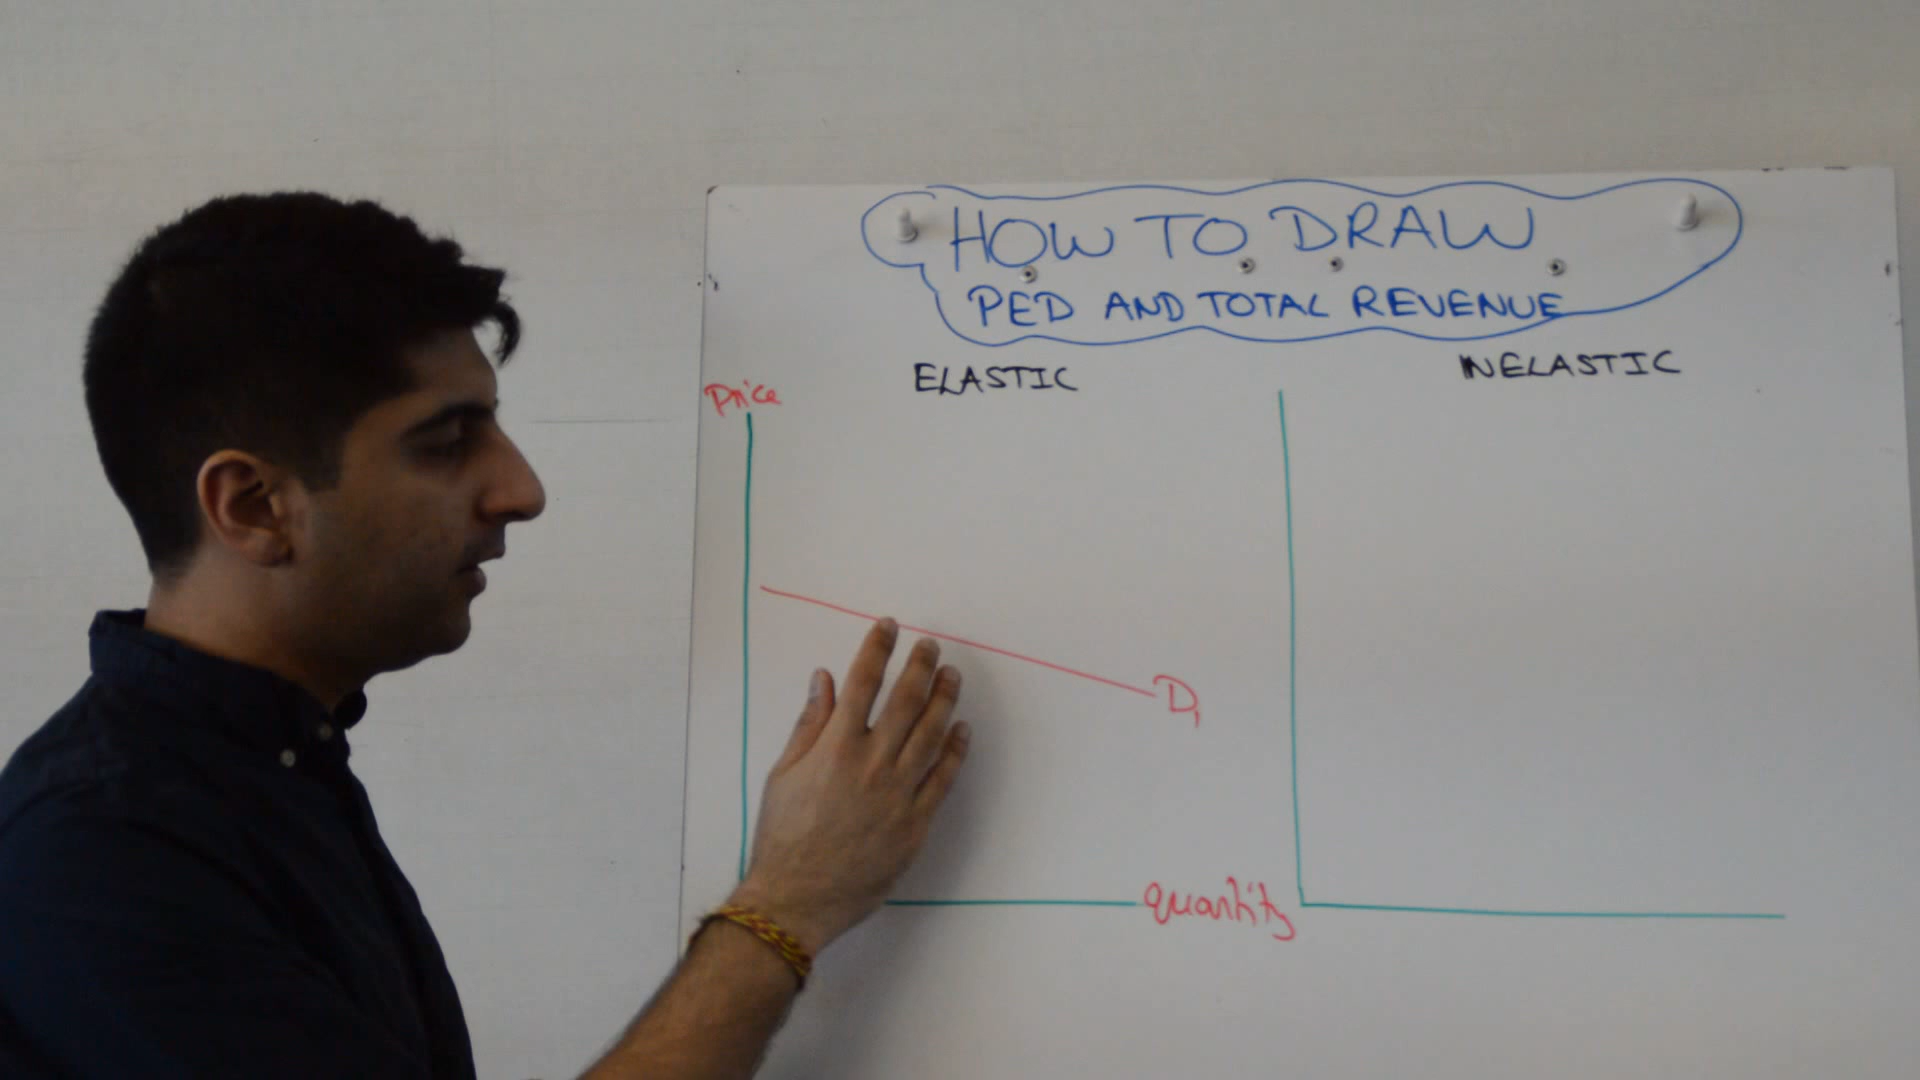 HOW TO DRAW
PED AND TOTAL REVENUE
ELASTIC
INELASTIC
Price
D1
quantity